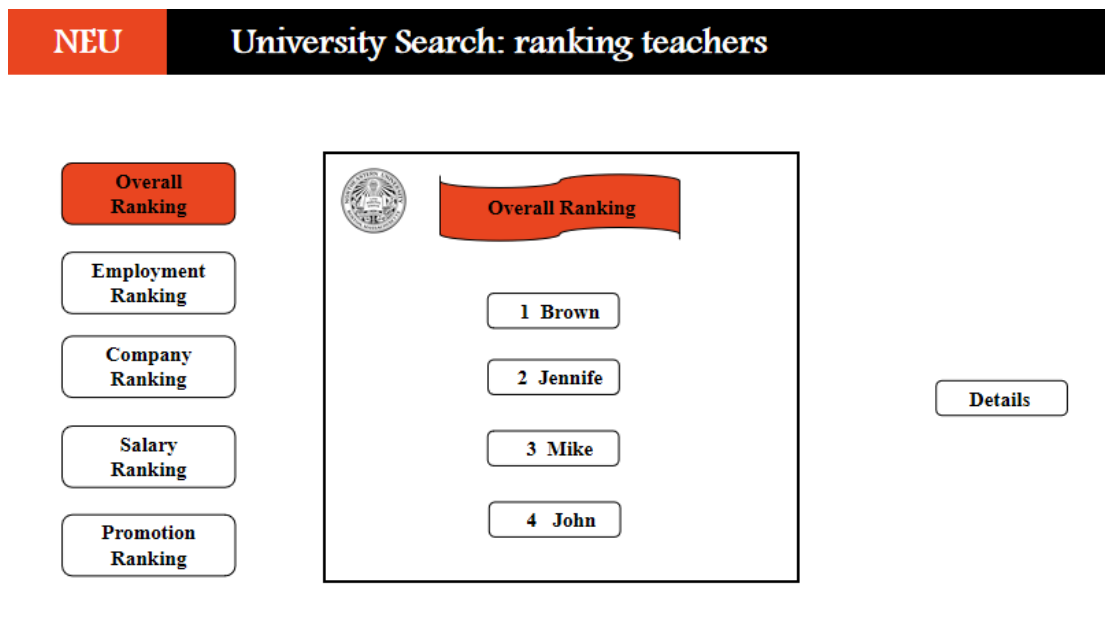 NEU
University Search: ranking teachers
Overall
Ranking
Employment
Ranking
Company
Ranking
Salary
Ranking
Promotion
Ranking
Overall Ranking
1 Brown
2 Jennife
3 Mike
4 John
Details